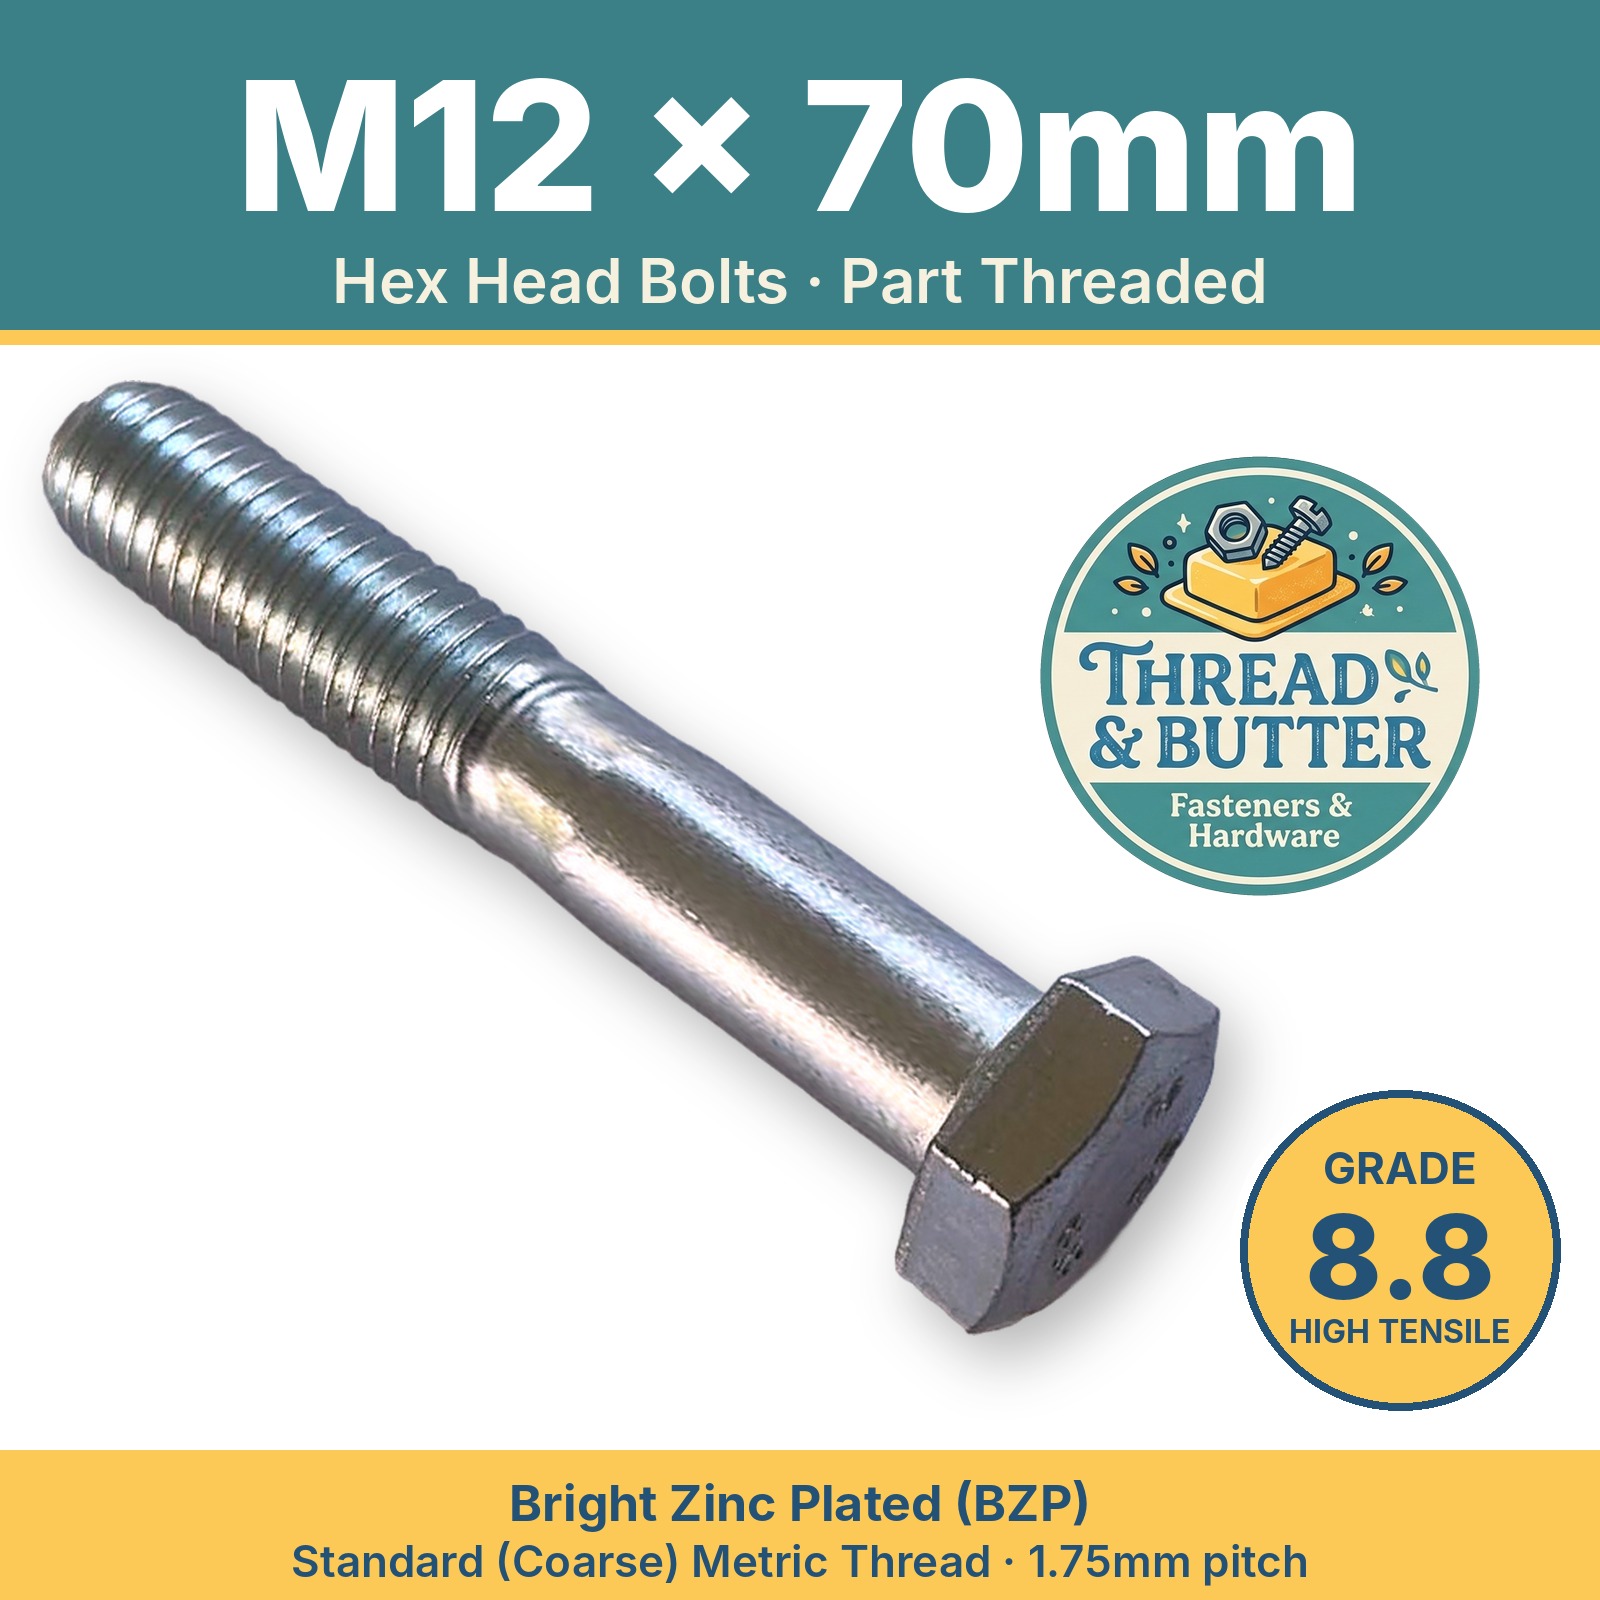 M12 × 70mm
Hex Head Bolts · Part Threaded
THREAD
& BUTTER
Fasteners &
Hardware
GRADE
8.8
HIGH TENSILE
Bright Zinc Plated (BZP)
Standard (Coarse) Metric Thread · 1.75mm pitch